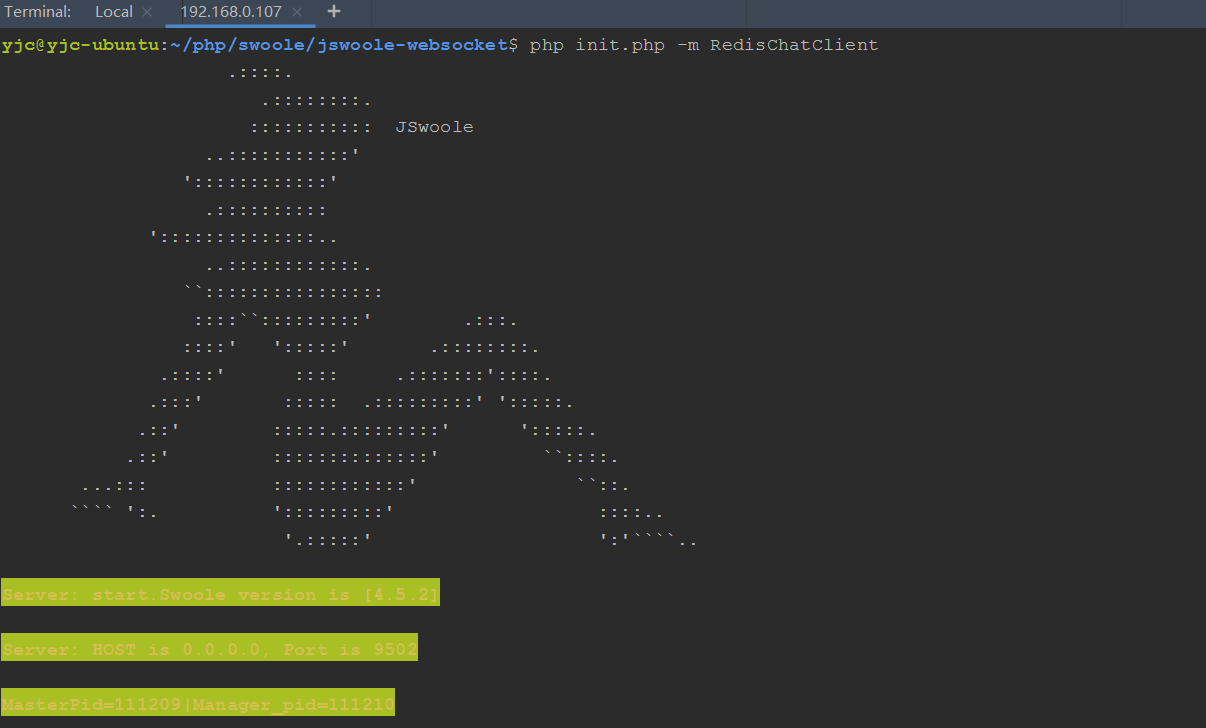 Terminal: Local × 192.168.0.107 × +
yjc@yjc-ubuntu:~/php/swoole/jswoole-websocket$ php init.php -m RedisChatClient
JSwoole
Server: start.Swoole version is [4.5.2]
Server: HOST is 0.0.0.0, Port is 9502
MasterPid=111209|Manager_pid=111210